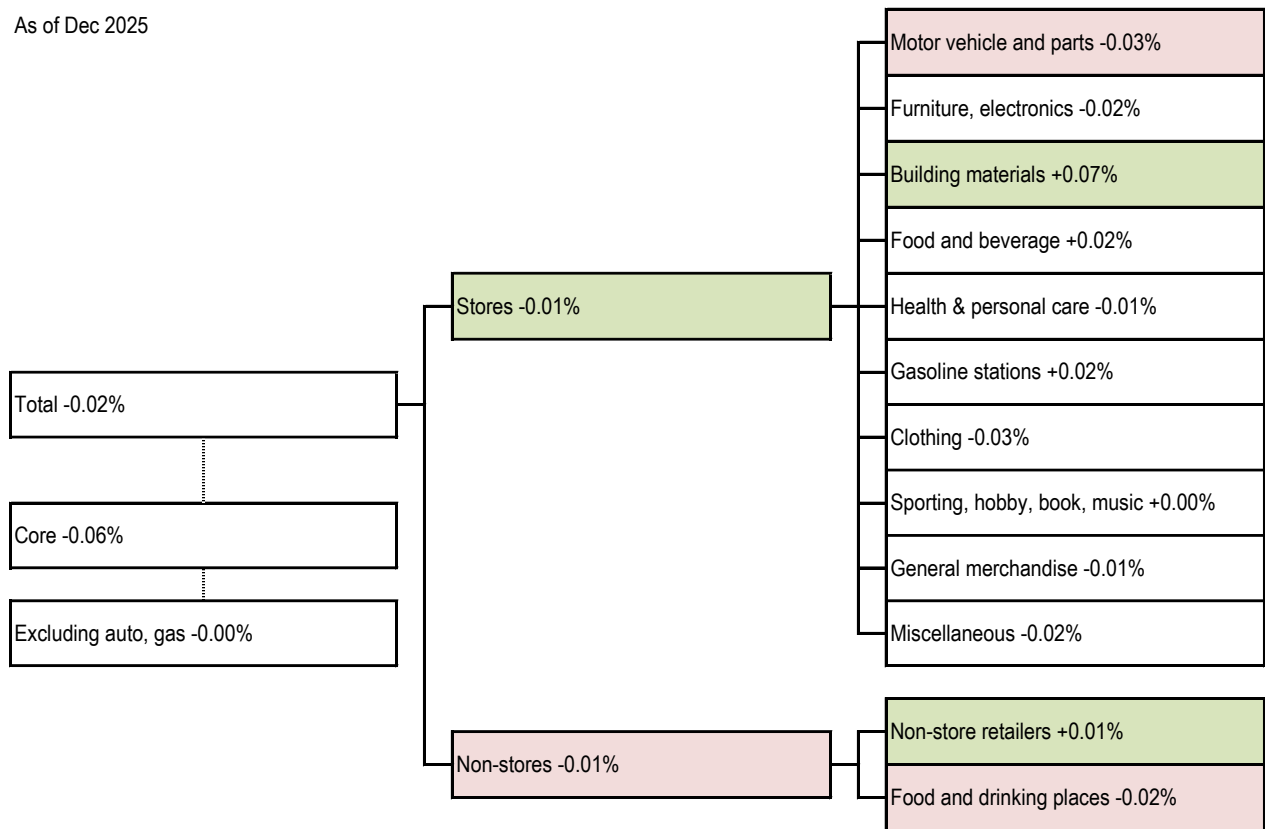 As of Dec 2025
Total -0.02%
Core -0.06%
Excluding auto, gas -0.00%
Stores -0.01%
Non-stores -0.01%
Motor vehicle and parts -0.03%
Furniture, electronics -0.02%
Building materials +0.07%
Food and beverage +0.02%
Health & personal care -0.01%
Gasoline stations +0.02%
Clothing -0.03%
Sporting, hobby, book, music +0.00%
General merchandise -0.01%
Miscellaneous -0.02%
Non-store retailers +0.01%
Food and drinking places -0.02%